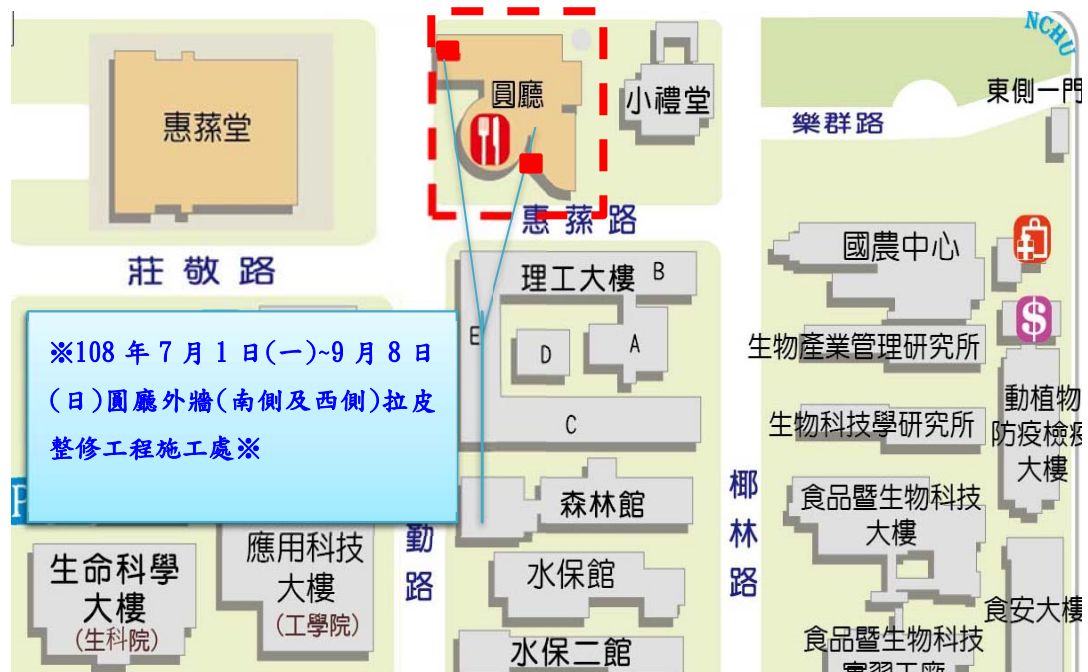 NCHU
東側一門
惠蓀堂
圓廳
小禮堂
樂群路
惠蓀路
莊敬路
理工大樓
B
E
D
A
C
國農中心
生物產業管理研究所
$
※108年7月1日(一)~9月8日
(日)圓廳外牆(南側及西側)拉皮
整修工程施工處※
生物科技學研究所
動植物
防疫檢疫
大樓
P
森林館
椰林路
食品暨生物科技
大樓
勤路
生命科學
大樓
(生科院)
應用科技
大樓
(工學院)
水保館
水保二館
食安大樓
食品暨生物科技
實習工廠